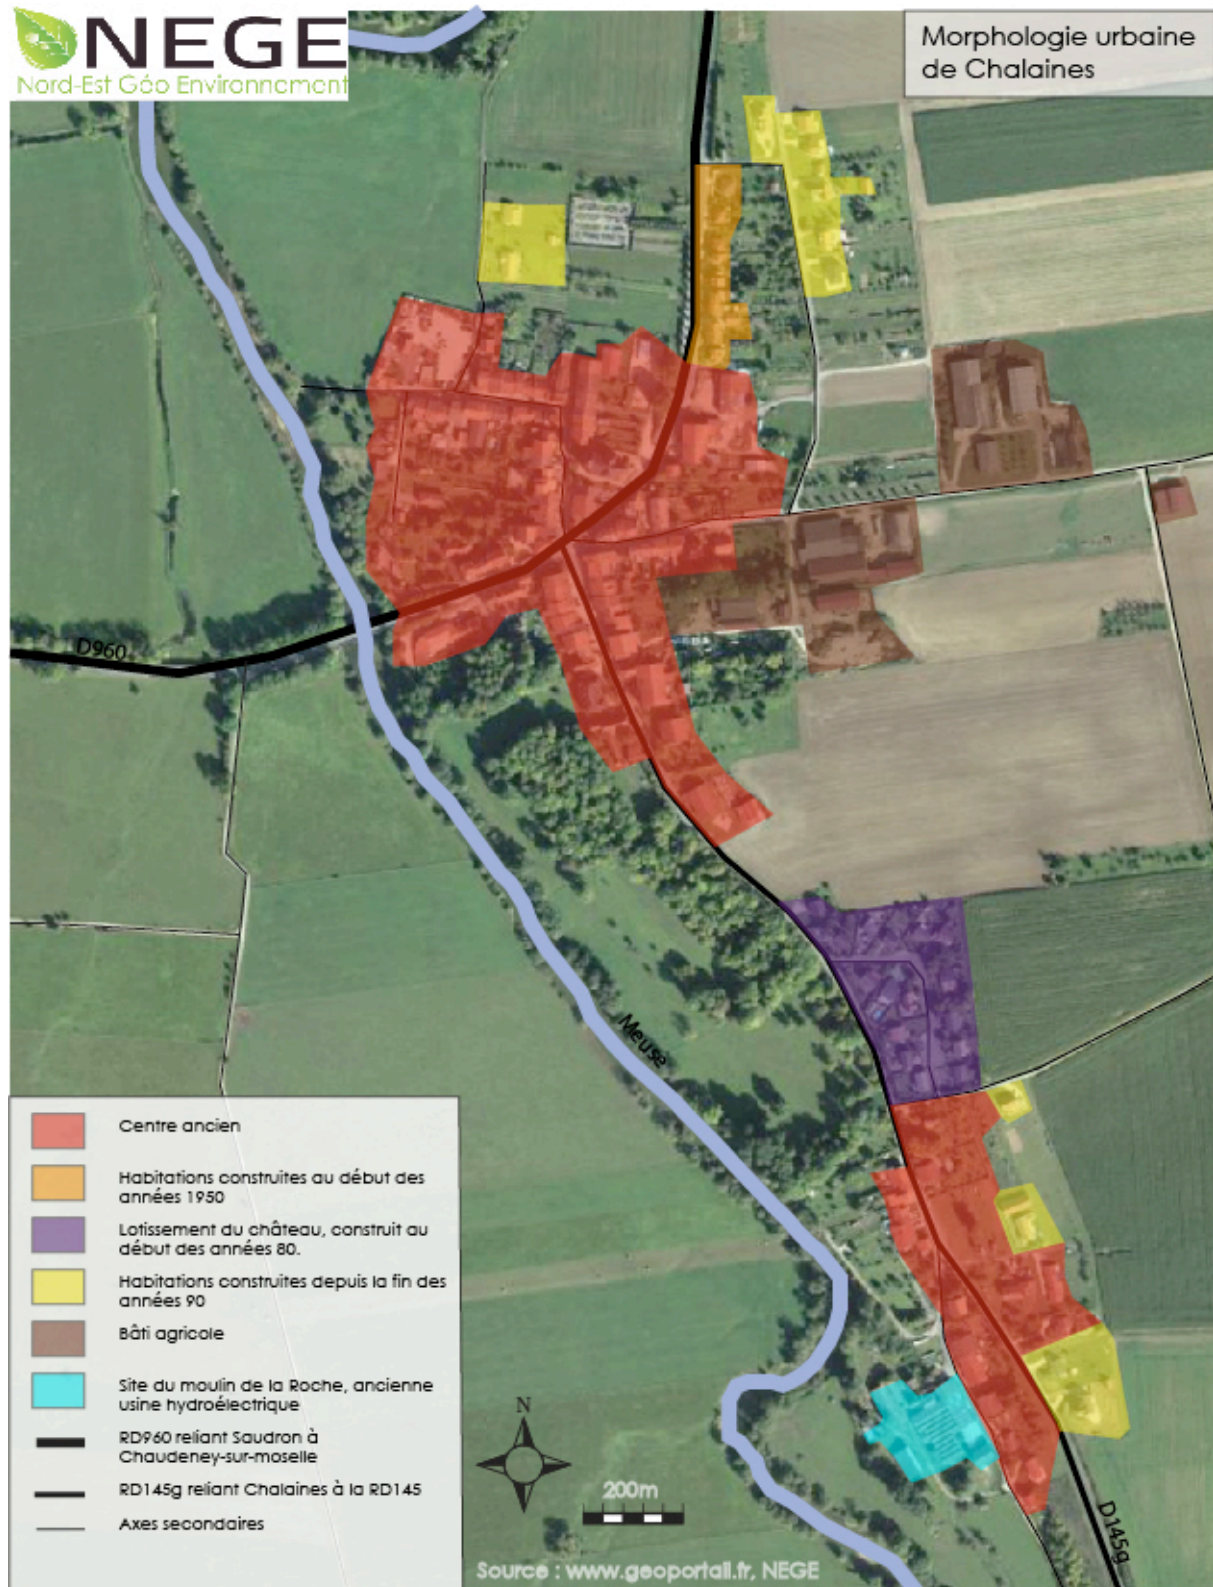 NEGE
Nord-Est Géo Environnement
Morphologie urbaine
de Chalaines
D960
Meuse
Centre ancien
Habitations construites au début des
années 1950
Lotissement du château, construit au
début des années 80.
Habitations construites depuis la fin des
années 90
Bâti agricole
Site du moulin de la Roche, ancienne
usine hydroélectrique
RD960 reliant Saudron à
Chaudeney-sur-moselle
RD145g reliant Chalaines à la RD145
Axes secondaires
N
200m
D145g
Source : www.geoportail.fr, NEGE